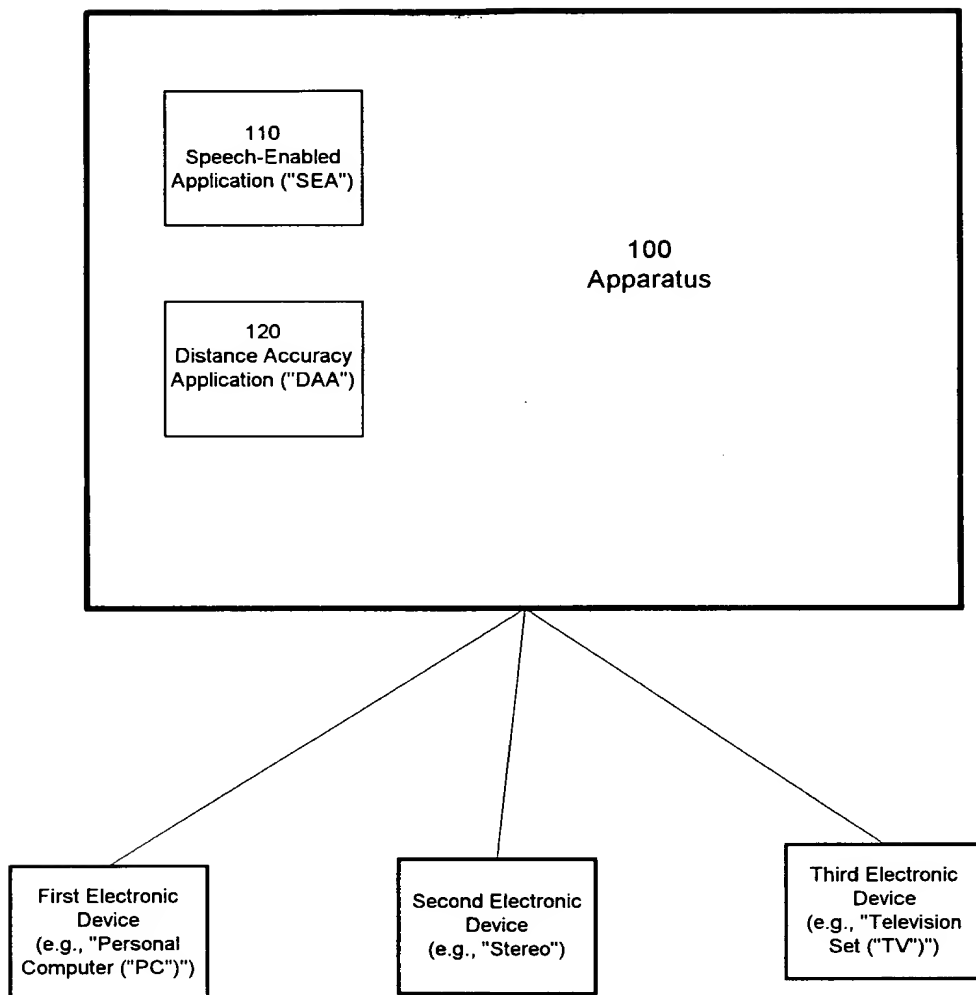 110
Speech-Enabled
Application ("SEA")
100
Apparatus
120
Distance Accuracy
Application ("DAA")
First Electronic
Device
(e.g., "Personal
Computer ("PC")")
Second Electronic
Device
(e.g., "Stereo")
Third Electronic
Device
(e.g., "Television
Set ("TV")")